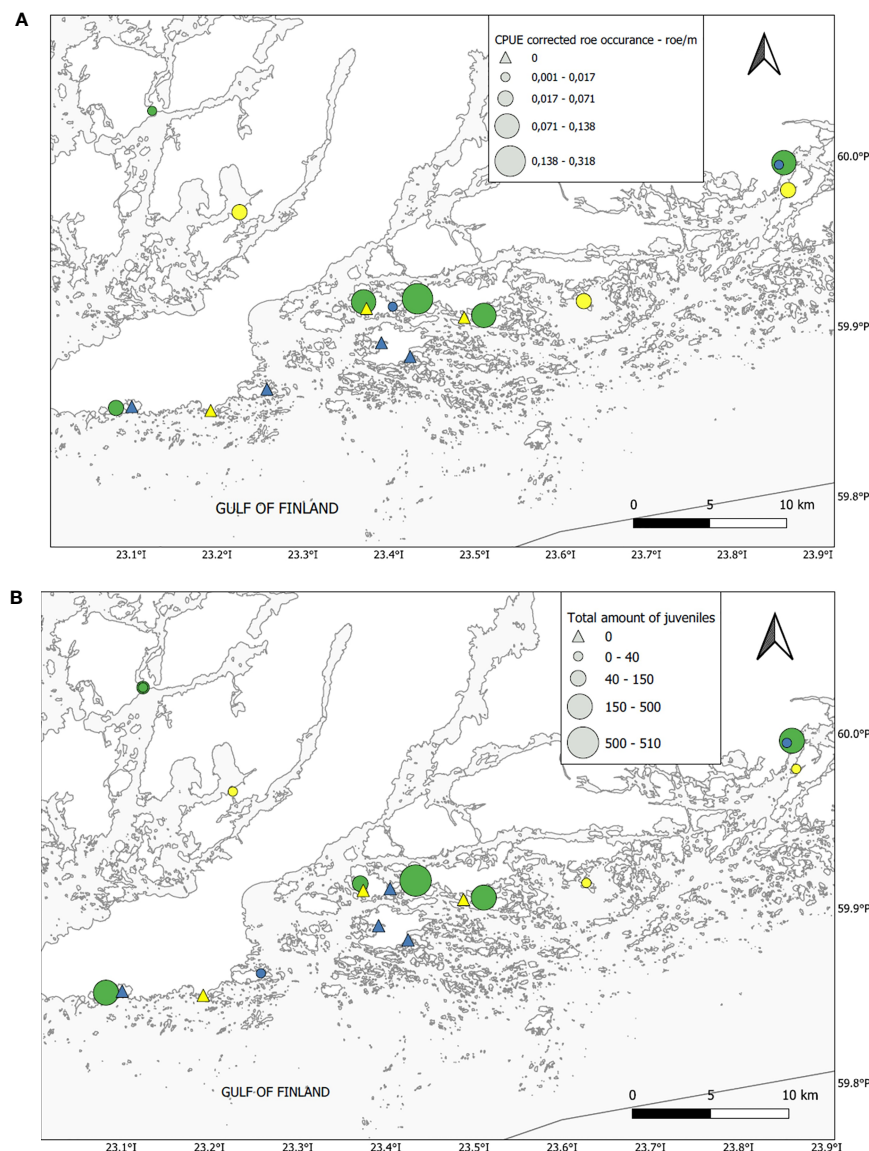 A
CPUE corrected roe occurance - roe/m
0
0,001 - 0,017
0,017 - 0,071
0,071 - 0,138
0,138 - 0,318
60.0°P
59.9°P
59.8°P
GULF OF FINLAND
0 5 10 km
23.1°I 23.2°I 23.3°I 23.4°I 23.5°I 23.6°I 23.7°I 23.8°I 23.9°I
B
Total amount of juveniles
0
0 - 40
40 - 150
150 - 500
500 - 510
60.0°P
59.9°P
59.8°P
GULF OF FINLAND
0 5 10 km
23.1°I 23.2°I 23.3°I 23.4°I 23.5°I 23.6°I 23.7°I 23.8°I 23.9°I